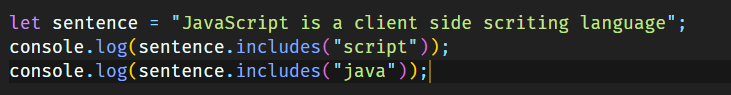 let sentence = "JavaScript is a client side scriting language";
console.log(sentence.includes("script"));
console.log(sentence.includes("java"));